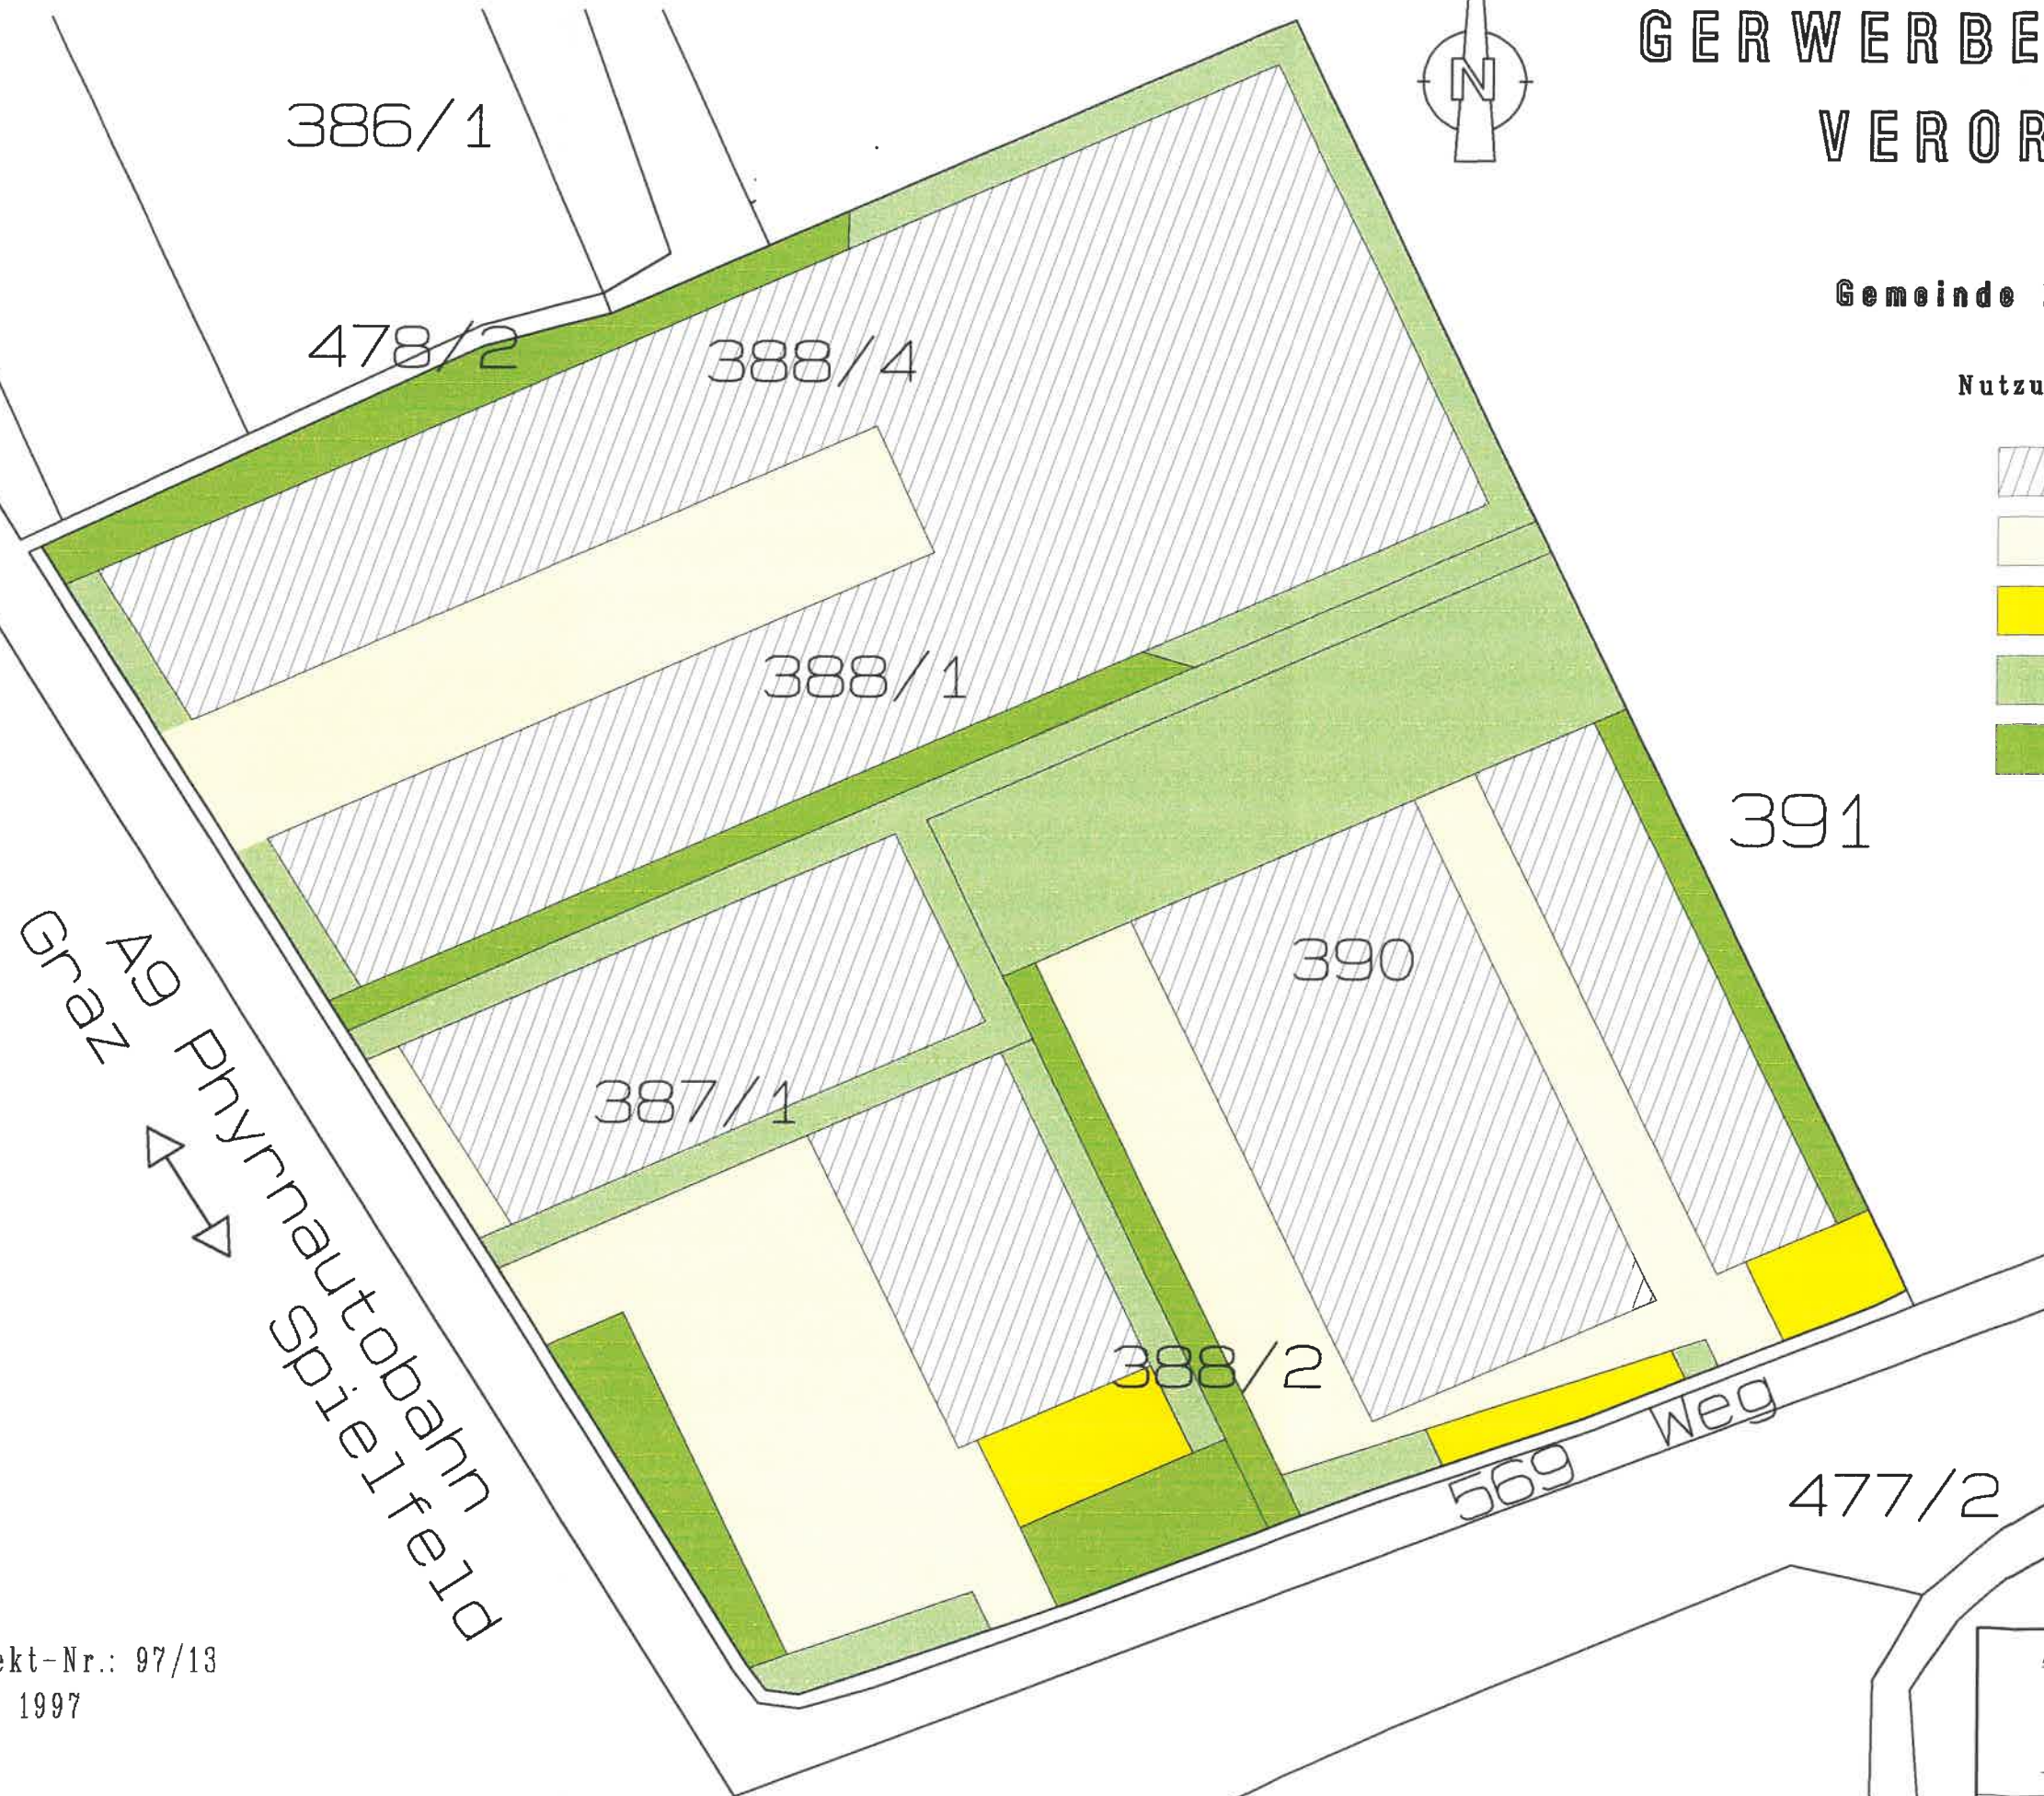 GERWERBE
VEROR
N
386/1
Gemeinde
478/2
388/4
Nutzu
388/1
391
390
A9 Phyrnautobahn
Graz
Spielfeld
387/1
388/2
569 Weg
477/2
ekt-Nr.: 97/13
1997